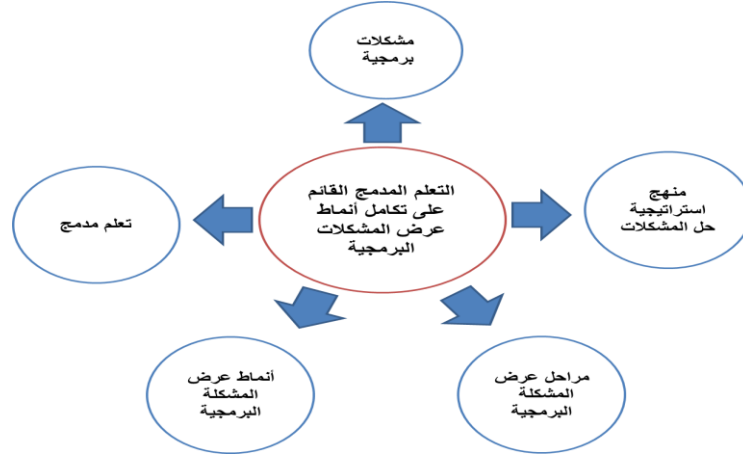 مشكلات
برمجية
التعلم المدمج القائم
على تكامل أنماط
عرض المشكلات
البرمجية
منهج
استراتيجية
حل المشكلات
تعلم مدمج
مراحل عرض
المشكلة
البرمجية
أنماط عرض
المشكلة
البرمجية